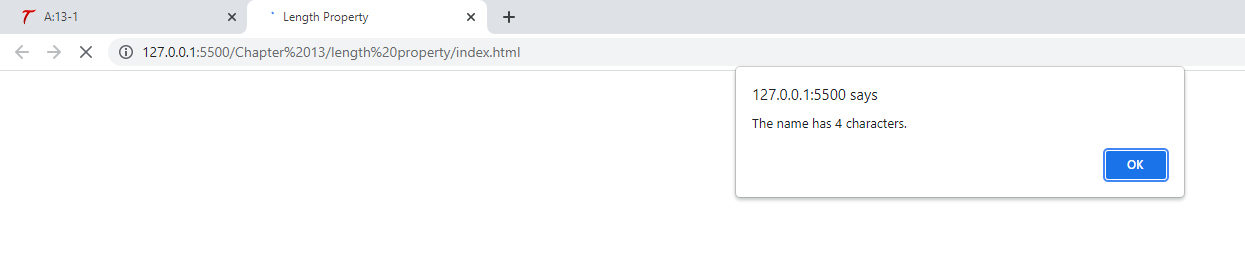 A:13-1
Length Property
127.0.0.1:5500/Chapter%2013/length%20property/index.html
127.0.0.1:5500 says
The name has 4 characters.
OK